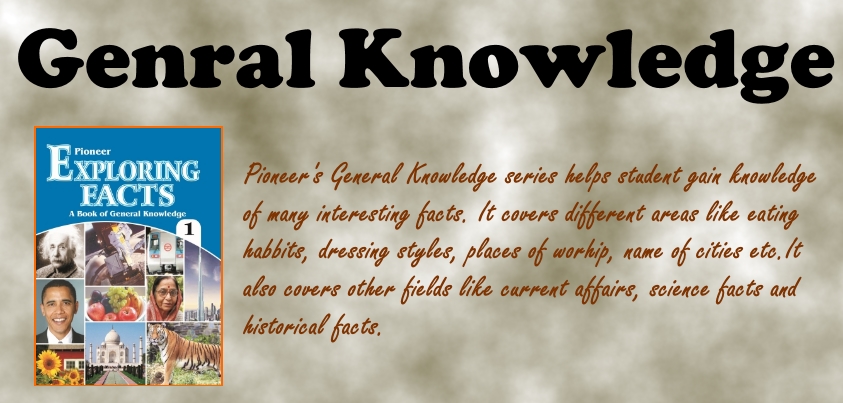 Genral Knowledge
Pioneer
EXPLORING
FACTS
A Book of General Knowledge
1
Pioneer's General Knowledge series helps student gain knowledge
of many interesting facts. It covers different areas like eating
habbits, dressing styles, places of worhip, name of cities etc.It
also covers other fields like current affairs, science facts and
historical facts.